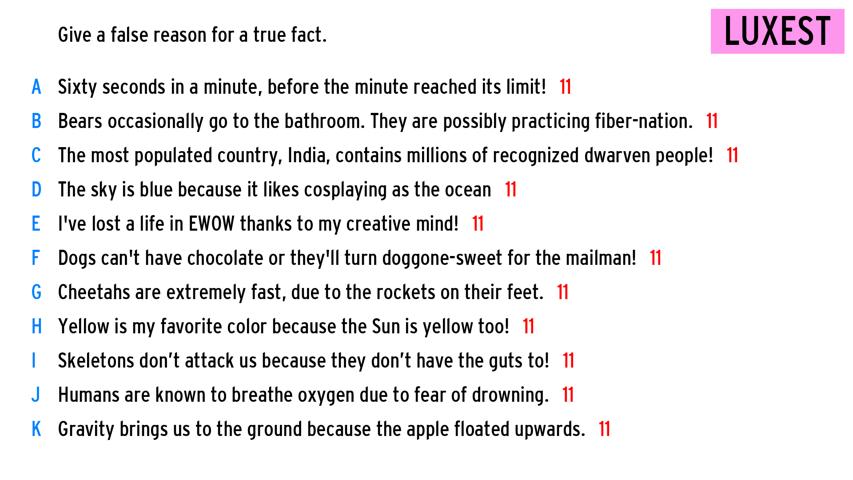 Give a false reason for a true fact.
LUXEST
A Sixty seconds in a minute, before the minute reached its limit! 11
B Bears occasionally go to the bathroom. They are possibly practicing fiber-nation. 11
C The most populated country, India, contains millions of recognized dwarven people! 11
D The sky is blue because it likes cosplaying as the ocean 11
E I've lost a life in EWOW thanks to my creative mind! 11
F Dogs can't have chocolate or they'll turn doggone-sweet for the mailman! 11
G Cheetahs are extremely fast, due to the rockets on their feet. 11
H Yellow is my favorite color because the Sun is yellow too! 11
I Skeletons don’t attack us because they don’t have the guts to! 11
J Humans are known to breathe oxygen due to fear of drowning. 11
K Gravity brings us to the ground because the apple floated upwards. 11